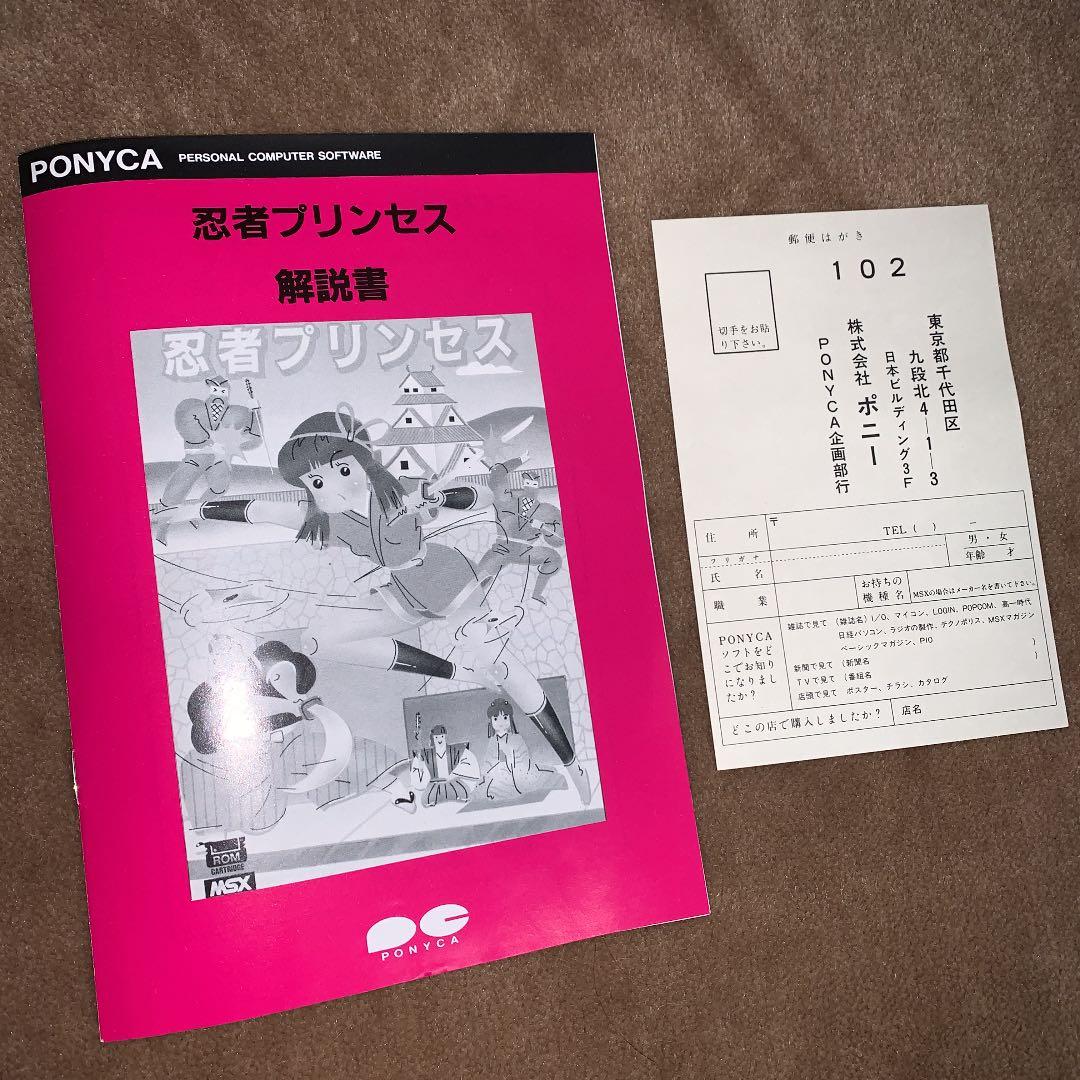 PONYCA PERSONAL COMPUTER SOFTWARE
忍者プリンセス
解説書
忍者プリンセス
ROM
CARTRIDGE
MSX
PONYCA
郵便はがき
102
切手をお貼
り下さい。
東京都千代田区
九段北4―1―3
日本ビルディング3F
株式会社 ポニー
PONYCA企画部行
住所 〒 TEL ( ) ―
フリガナ
氏名
男・女
年齢 才
職業
お持ちの
機種名
MSXの場合はメーカー名を書いて下さい。
PONYCA
ソフトをど
こでお知り
になりまし
たか?
雑誌で見て (雑誌名) I/O、マイコン、LOGIN、POPCOM、高一時代
日経パソコン、ラジオの製作、テクノポリス、MSXマガジン
ベーシックマガジン、PiO
新聞で見て (新聞名 )
TVで見て (番組名 )
店頭で見て ポスター、チラシ、カタログ
どこの店で購入しましたか? 店名